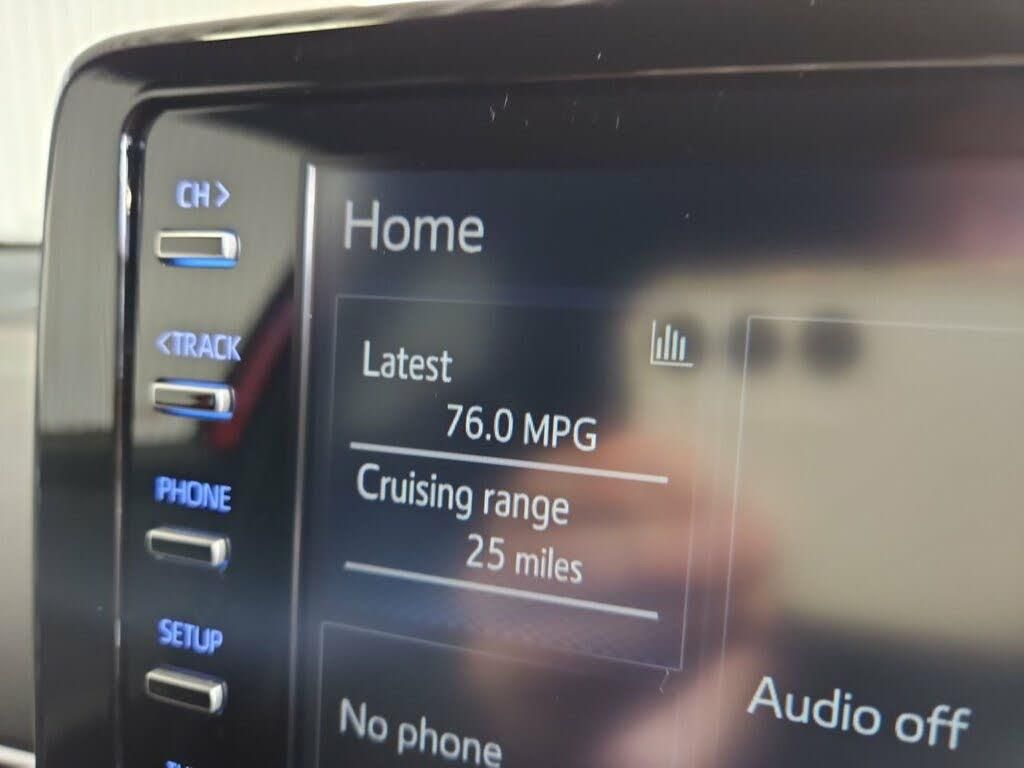 CH>
Home
<TRACK
Latest
76.0 MPG
PHONE
Cruising range
25 miles
SETUP
No phone
Audio off